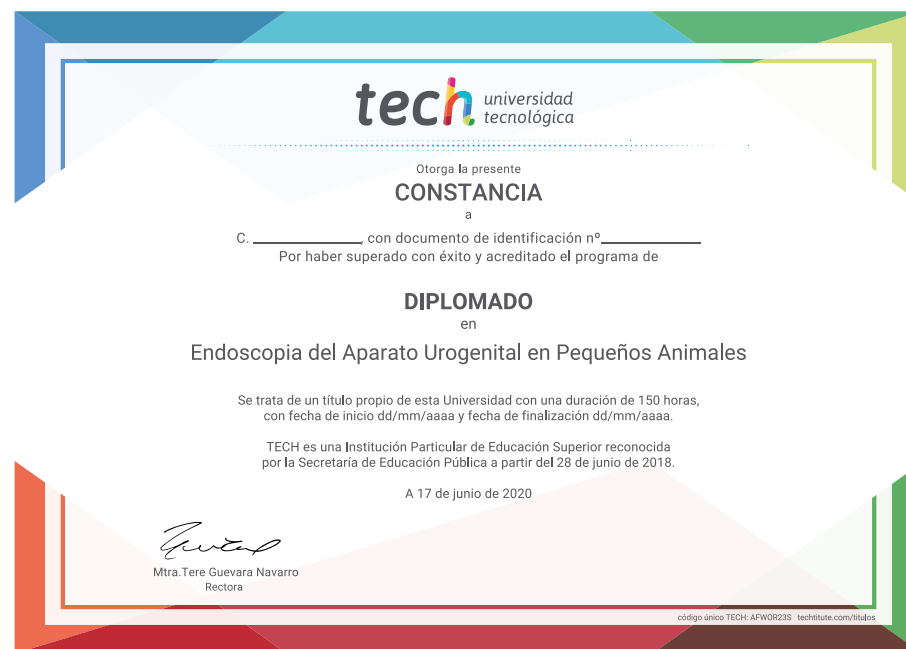 tech universidad
tecnológica
Otorga la presente
CONSTANCIA
a
C. ____________, con documento de identificación nº___________
Por haber superado con éxito y acreditado el programa de
DIPLOMADO
en
Endoscopia del Aparato Urogenital en Pequeños Animales
Se trata de un título propio de esta Universidad con una duración de 150 horas,
con fecha de inicio dd/mm/aaaa y fecha de finalización dd/mm/aaaa.
TECH es una Institución Particular de Educación Superior reconocida
por la Secretaría de Educación Pública a partir del 28 de junio de 2018.
A 17 de junio de 2020
Mtra.Tere Guevara Navarro
Rectora
código único TECH: AFWOR23S techtitute.com/titulos